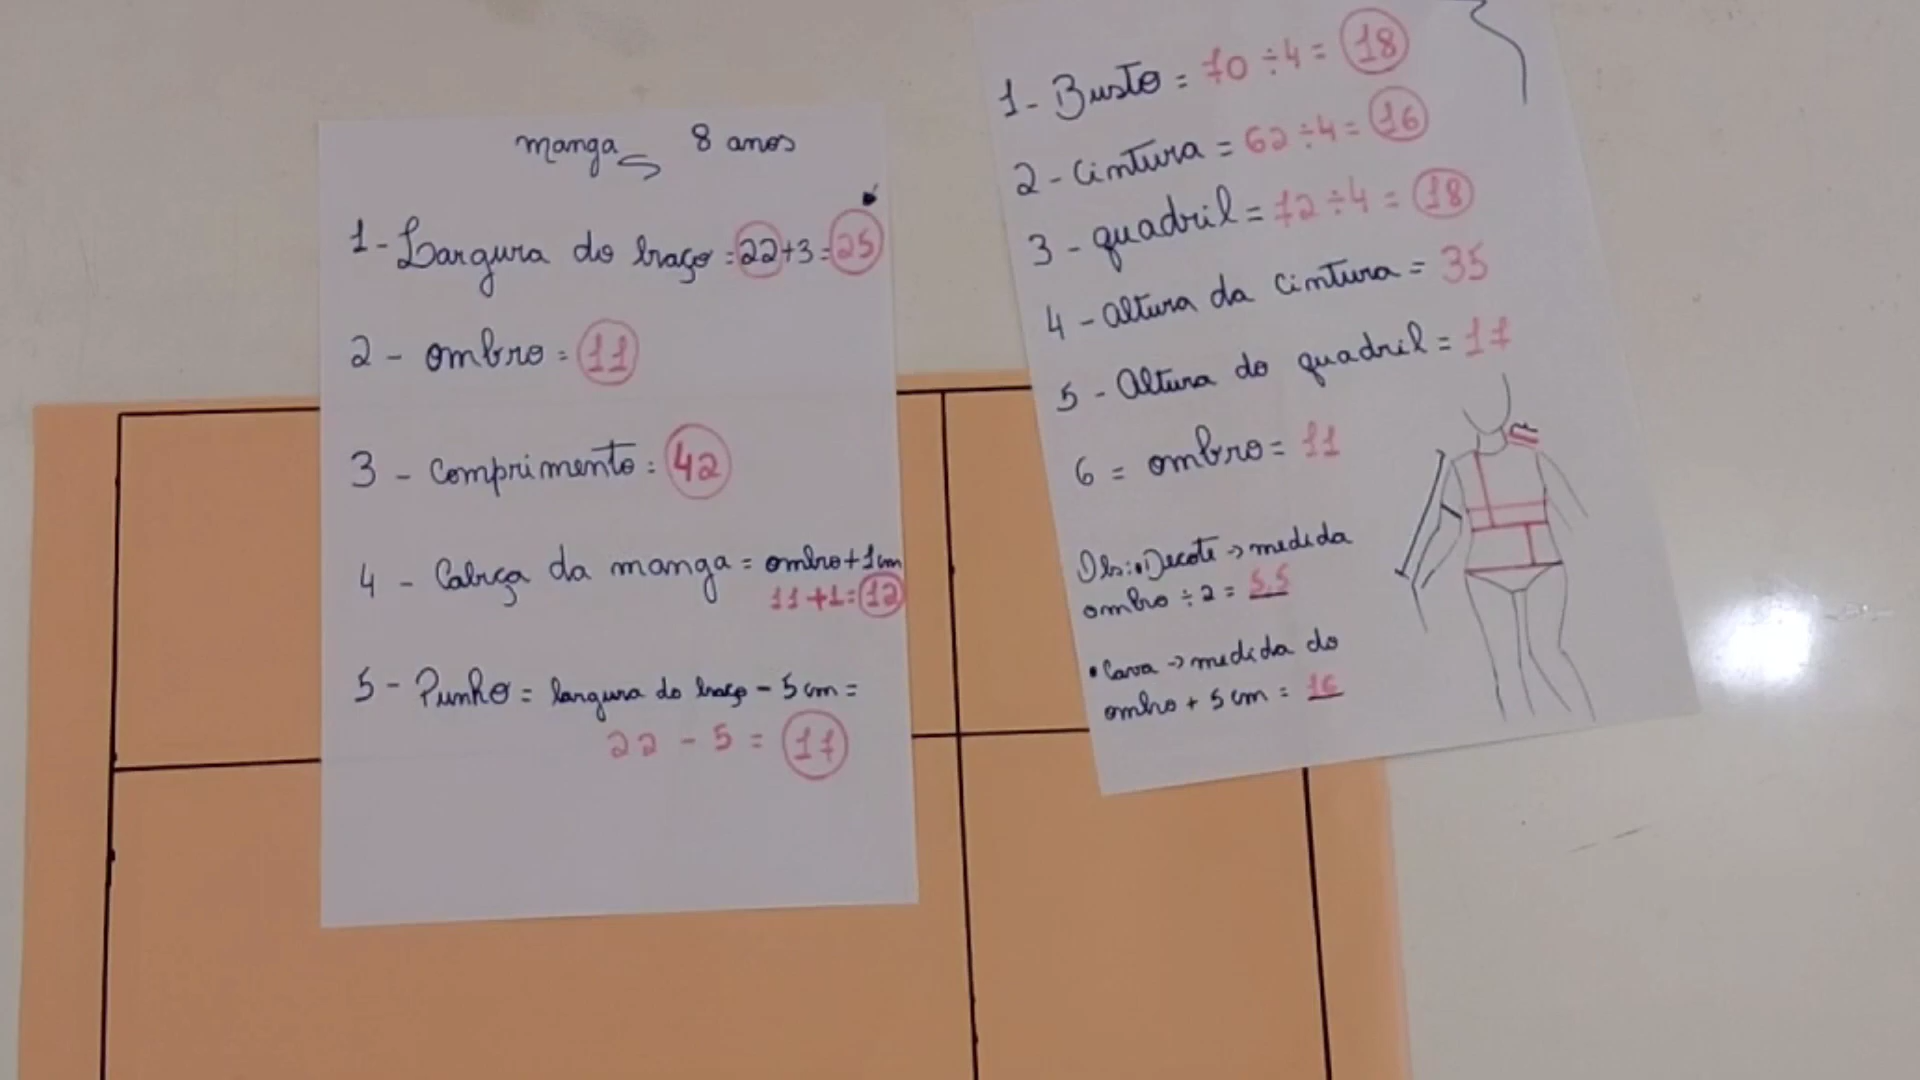 manga 8 anos
1 - Largura do braço = 22 + 3 = 25
2 - ombro = 11
3 - Comprimento = 42
4 - Cabeça da manga = ombro + 1 cm
11 + 1 = 12
5 - Punho = largura do braço - 5 cm =
22 - 5 = 17
1 - Busto = 70 ÷ 4 = 18
2 - Cintura = 62 ÷ 4 = 16
3 - quadril = 72 ÷ 4 = 18
4 - Altura da cintura = 35
5 - Altura do quadril = 17
6 = ombro = 11
Obs: • Decote → medida
ombro ÷ 2 = 5.5
• Cava → medida do
ombro + 5 cm = 16